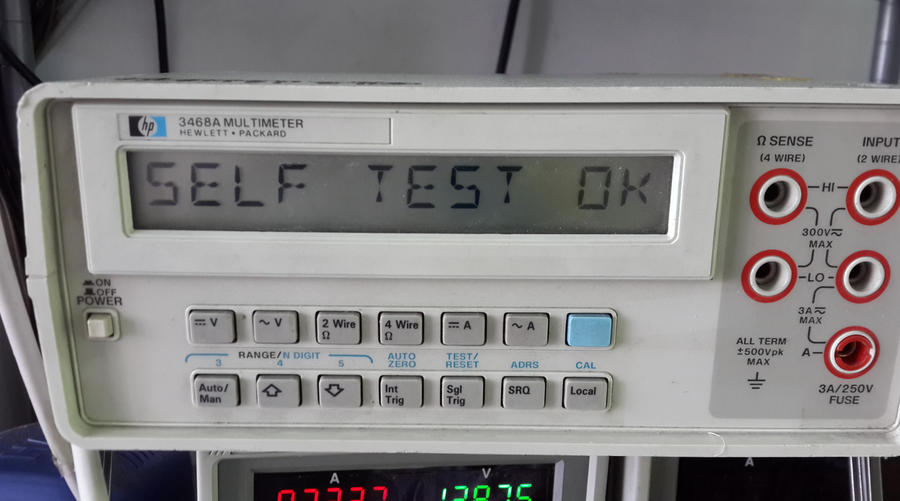 hp 3468A MULTIMETER
HEWLETT • PACKARD
SELF TEST OK
Ω SENSE
(4 WIRE)
INPUT
(2 WIRE)
HI
300V⎓~
MAX
LO
3A⎓~
MAX
A
ALL TERM
±500Vpk
MAX
3A/250V
FUSE
ON
OFF
POWER
⎓ V
~ V
2 Wire
Ω
4 Wire
Ω
⎓ A
~ A
RANGE/N DIGIT
3 4 5
AUTO
ZERO
TEST/
RESET
ADRS
CAL
Auto/
Man
Int
Trig
Sgl
Trig
SRQ
Local
A
V
A